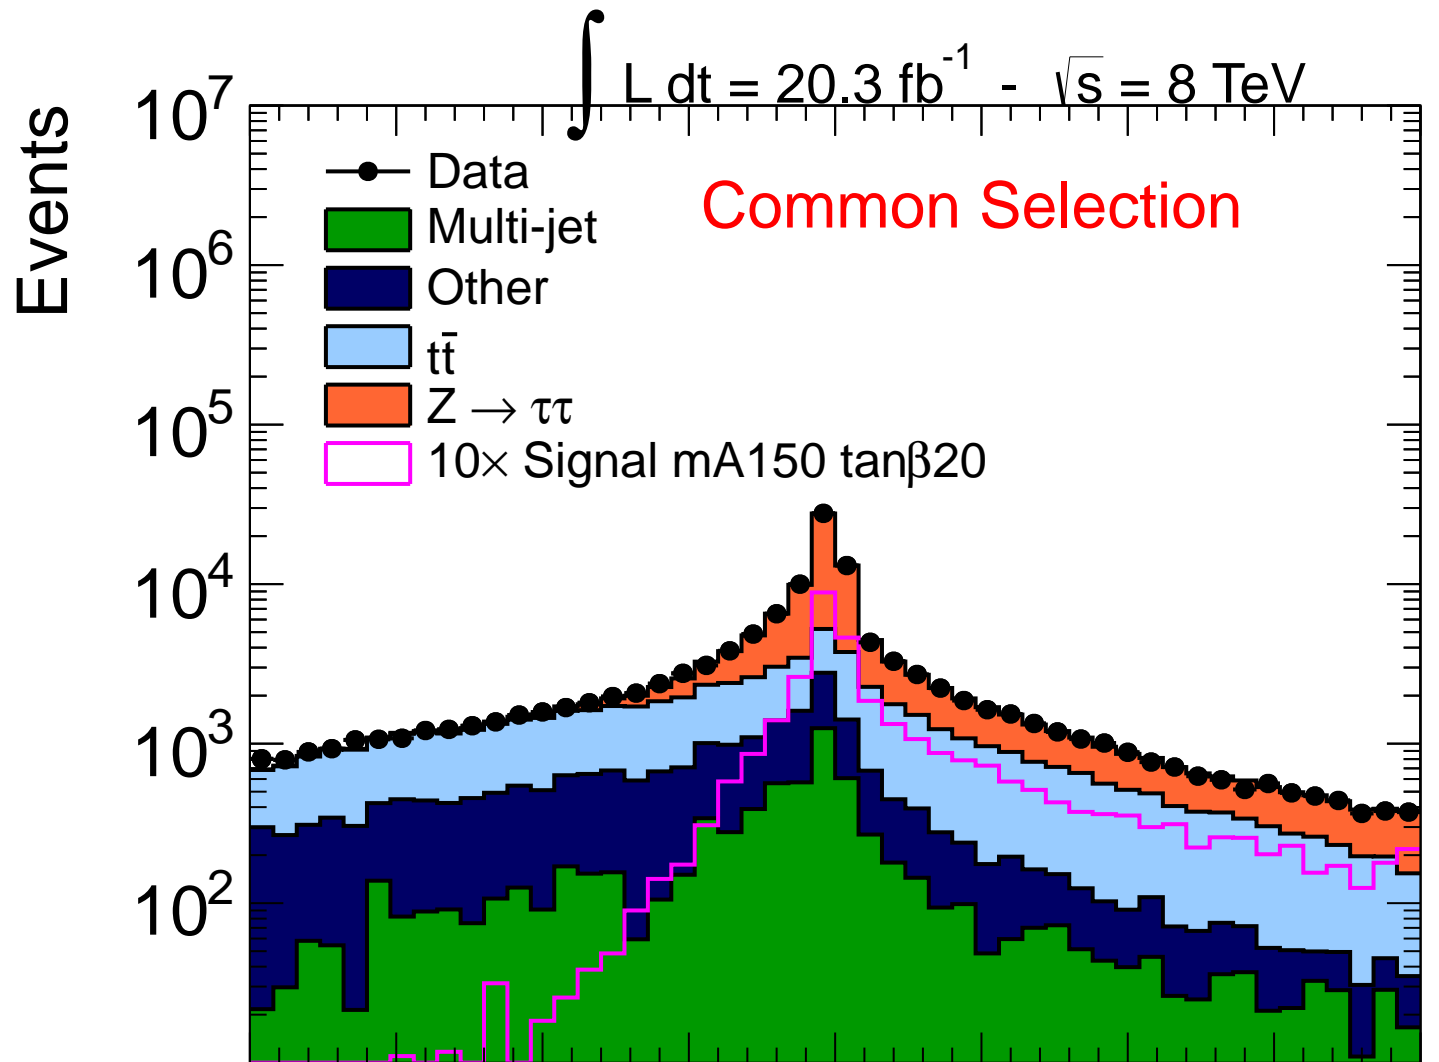 ∫ L dt = 20.3 fb⁻¹ - √s = 8 TeV
Events
10⁷
10⁶
10⁵
10⁴
10³
10²
Common Selection
Data
Multi-jet
Other
tt̄
Z → ττ
10× Signal mA150 tanβ20